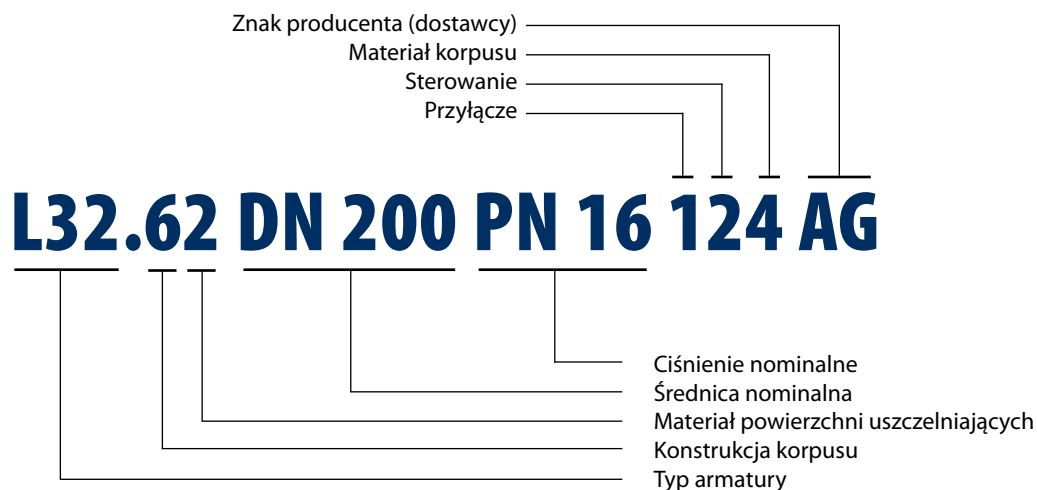 Znak producenta (dostawcy)
Materiał korpusu
Sterowanie
Przyłącze
L32.62 DN 200 PN 16 124 AG
Ciśnienie nominalne
Średnica nominalna
Materiał powierzchni uszczelniających
Konstrukcja korpusu
Typ armatury